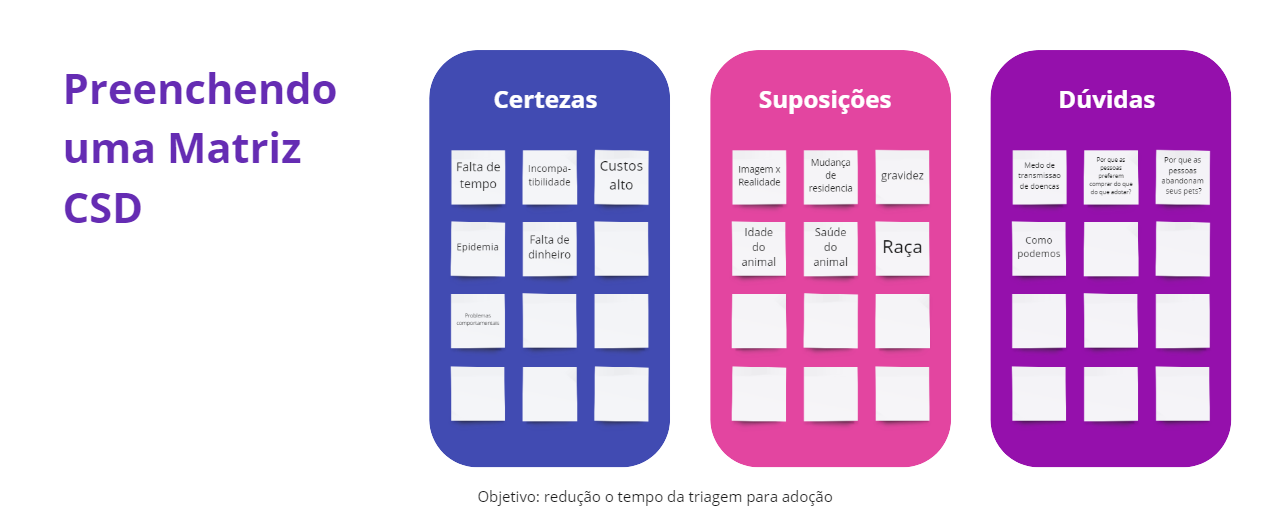 Preenchendo
uma Matriz
CSD
Certezas
Falta de
tempo
Incompa-
tibilidade
Custos
alto
Epidemia
Falta de
dinheiro
Problemas
comportamentais
Suposições
Imagem x
Realidade
Mudança
de
residencia
gravidez
Idade
do
animal
Saúde
do
animal
Raça
Dúvidas
Medo de
transmissao
de doencas
Por que as
pessoas
preferem
comprar do que
do que adotar?
Por que as
pessoas
abandonam
seus pets?
Como
podemos
Objetivo: redução o tempo da triagem para adoção